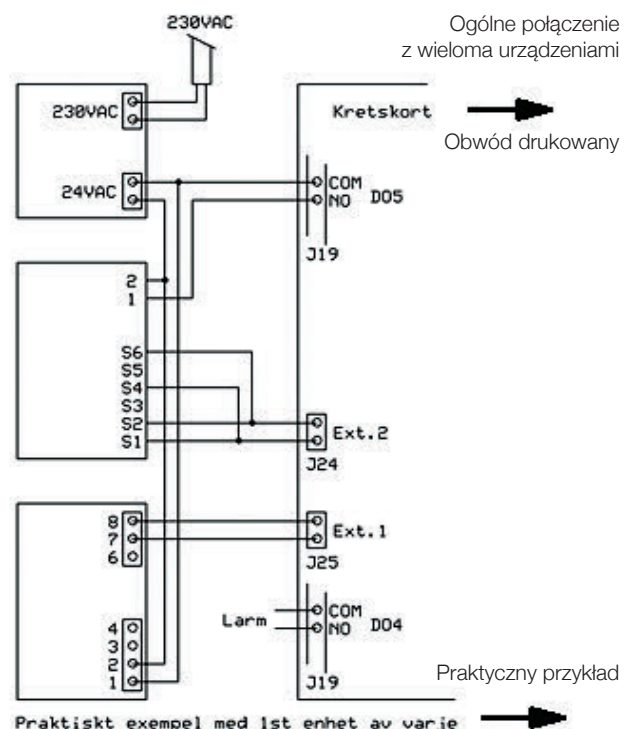 230VAC
Ogólne połączenie
z wieloma urządzeniami
230VAC
Kretskort
Obwód drukowany
24VAC
COM
NO DO5
J19
2
1
S6
S5
S4
S3
S2
S1
Ext.2
J24
8
7
6
Ext.1
J25
4
3
2
1
Larm
COM
NO DO4
J19
Praktyczny przykład
Praktiskt exempel med 1st enhet av varje